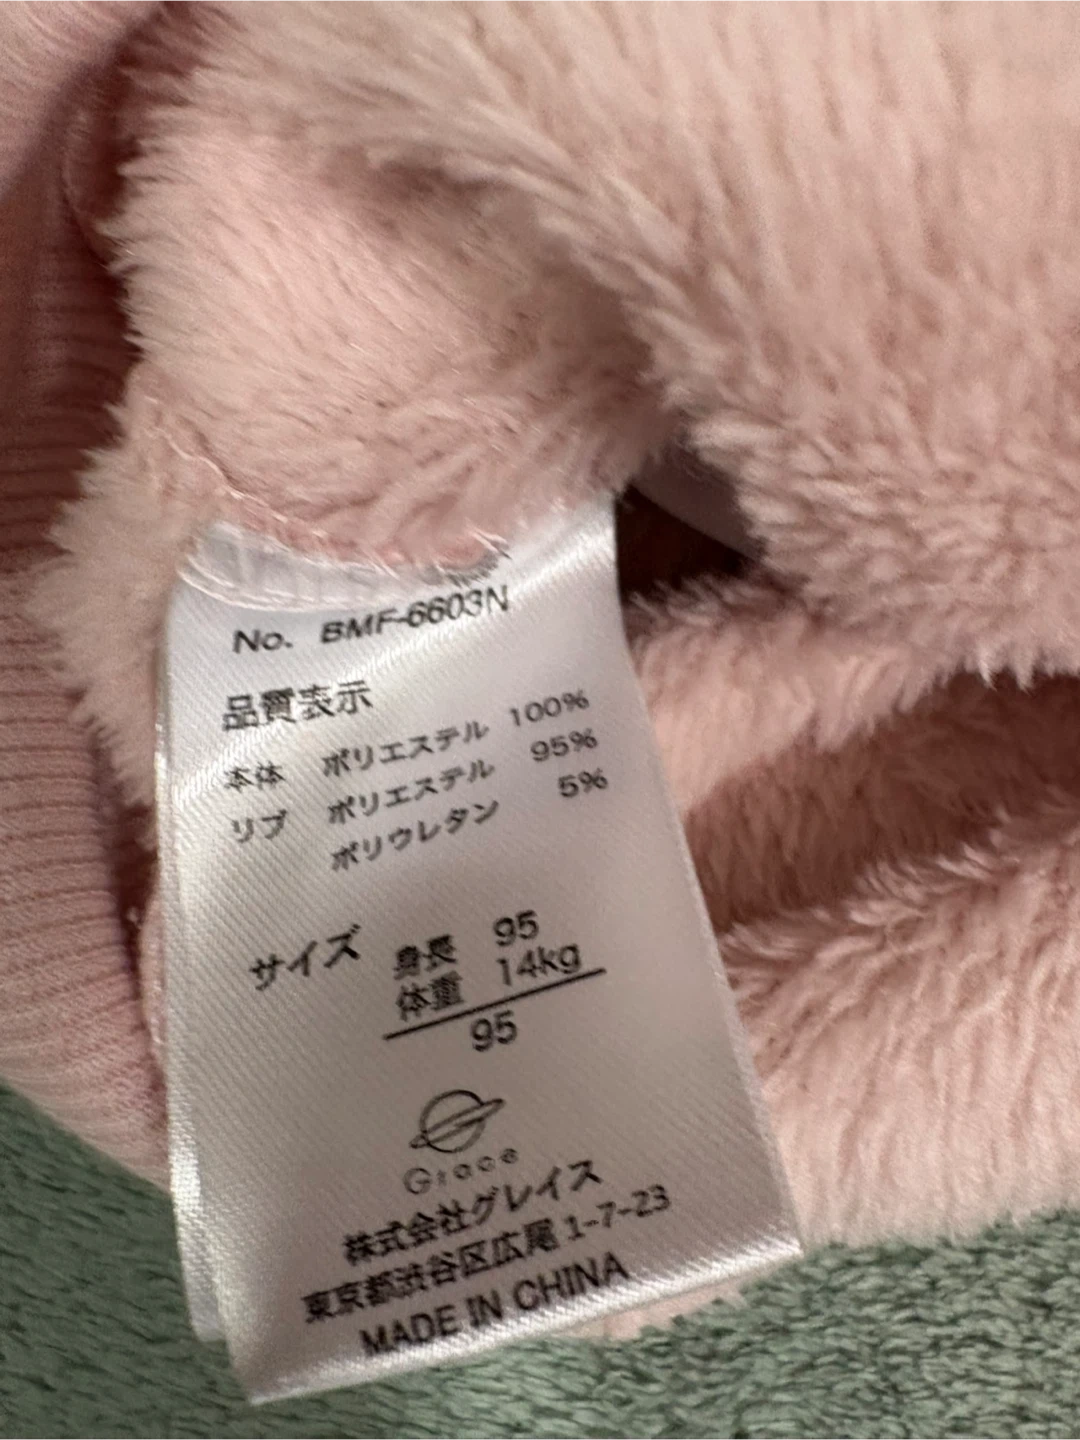 No. BMF-6603N
品質表示
本体 ポリエステル 100%
リブ ポリエステル 95%
ポリウレタン 5%
サイズ 身長 95
体重 14kg
95
Grace
株式会社グレイス
東京都渋谷区広尾1-7-23
MADE IN CHINA